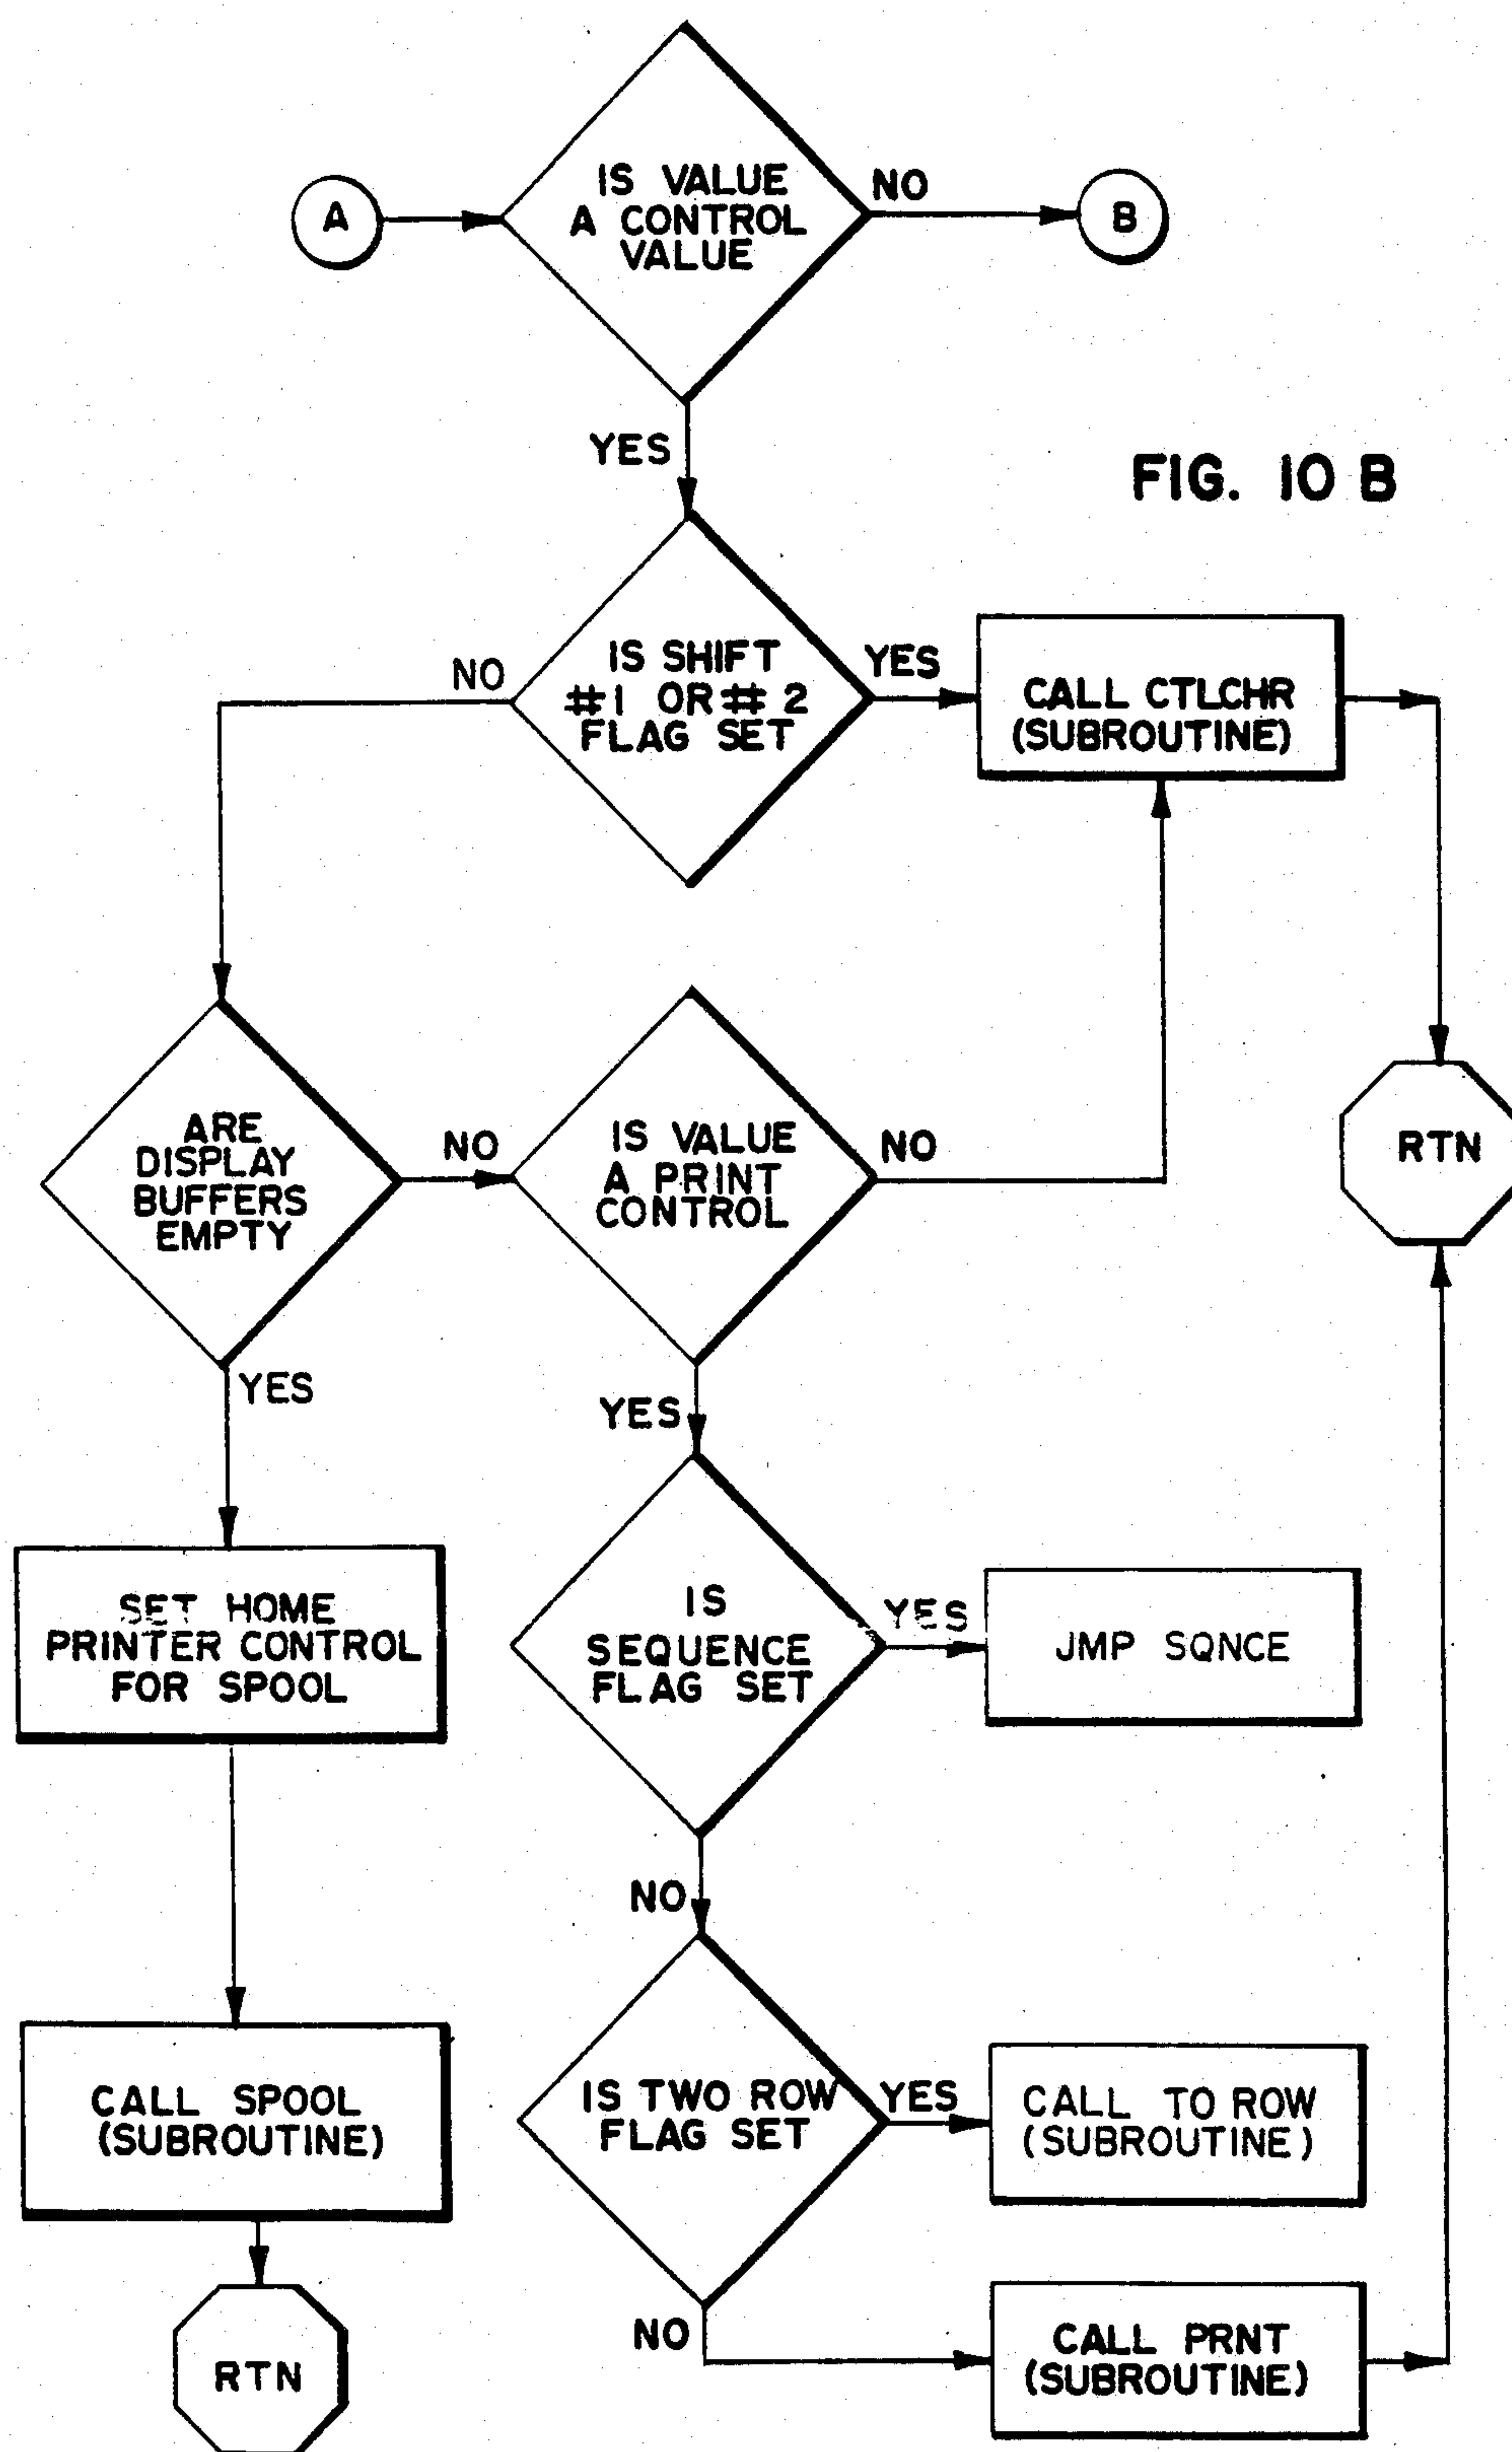 IS VALUE
A CONTROL
VALUE
A
NO
B
YES
FIG. 10 B
IS SHIFT
#1 OR # 2
FLAG SET
NO
YES
CALL CTLCHR
(SUBROUTINE)
ARE
DISPLAY
BUFFERS
EMPTY
NO
IS VALUE
A PRINT
CONTROL
NO
RTN
YES
YES
SET HOME
PRINTER CONTROL
FOR SPOOL
IS
SEQUENCE
FLAG SET
YES
JMP SQNCE
NO
CALL SPOOL
(SUBROUTINE)
IS TWO ROW
FLAG SET
YES
CALL TO ROW
(SUBROUTINE)
NO
CALL PRNT
(SUBROUTINE)
RTN